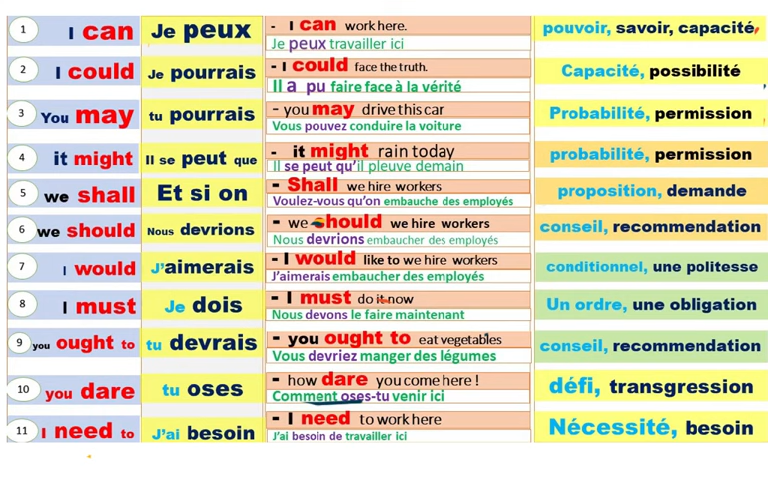 1 I can Je peux - I can work here. pouvoir, savoir, capacité,
Je peux travailler ici
2 I could Je pourrais - I could face the truth. Capacité, possibilité
Il a pu faire face à la vérité
3 You may tu pourrais - you may drive this car Probabilité, permission
Vous pouvez conduire la voiture
4 it might Il se peut que - it might rain today probabilité, permission
Il se peut qu'il pleuve demain
5 we shall Et si on - Shall we hire workers proposition, demande
Voulez-vous qu'on embauche des employés
6 we should Nous devrions - we should we hire workers conseil, recommendation
Nous devrions embaucher des employés
7 I would J'aimerais - I would like to we hire workers conditionnel, une politesse
J'aimerais embaucher des employés
8 I must Je dois - I must do it now Un ordre, une obligation
Nous devons le faire maintenant
9 you ought to tu devrais - you ought to eat vegetables conseil, recommendation
Vous devriez manger des légumes
10 you dare tu oses - how dare you come here ! défi, transgression
Comment oses-tu venir ici
11 I need to J'ai besoin - I need to work here Nécessité, besoin
J'ai besoin de travailler ici